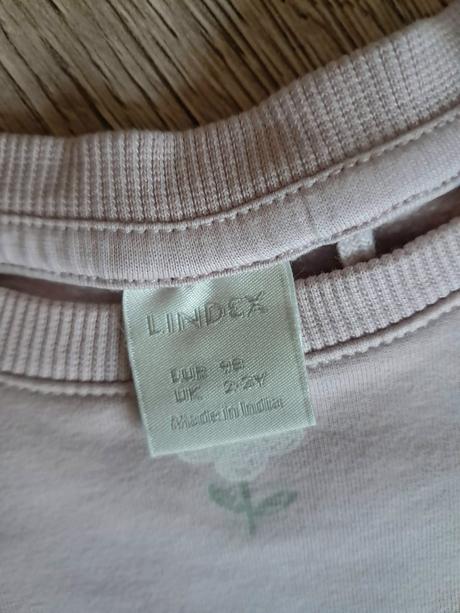 LINDEX
EUR 98
UK 2-3Y
Made in India